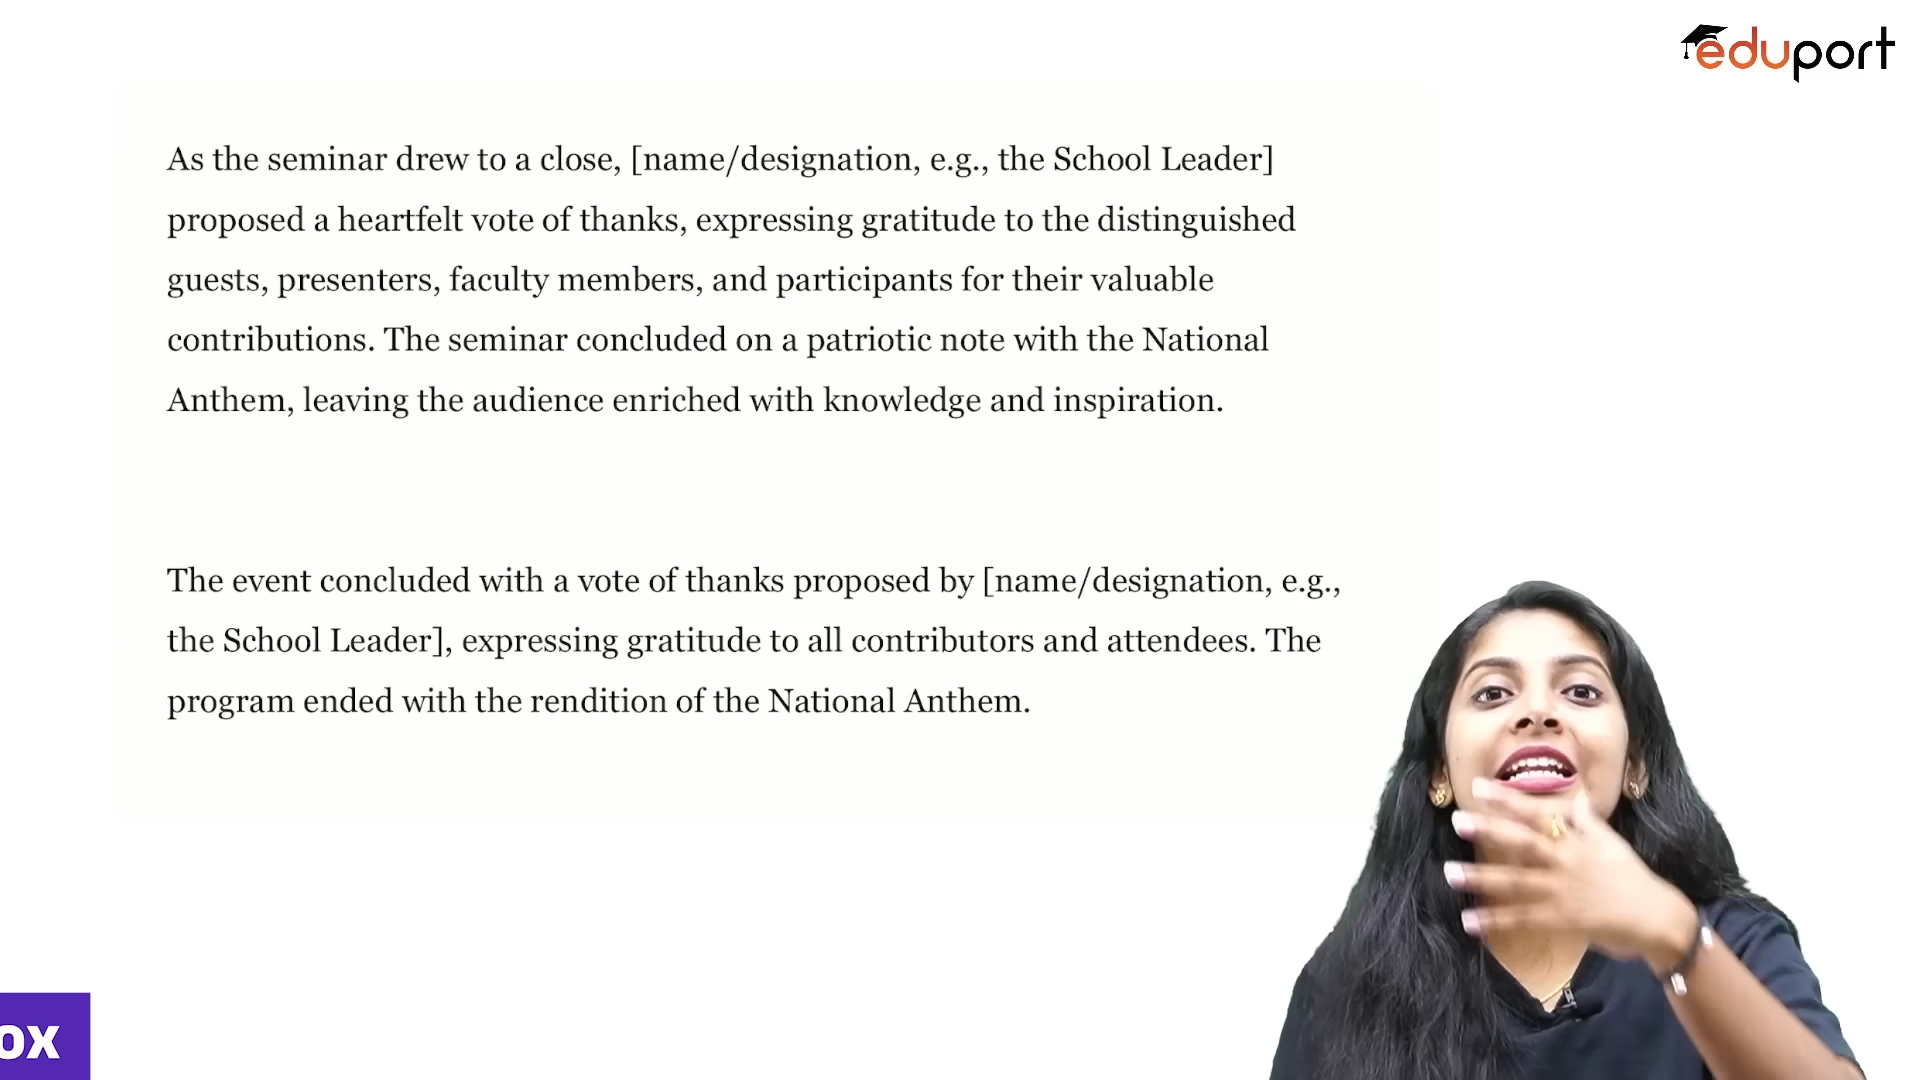 eduport
As the seminar drew to a close, [name/designation, e.g., the School Leader]
proposed a heartfelt vote of thanks, expressing gratitude to the distinguished
guests, presenters, faculty members, and participants for their valuable
contributions. The seminar concluded on a patriotic note with the National
Anthem, leaving the audience enriched with knowledge and inspiration.
The event concluded with a vote of thanks proposed by [name/designation, e.g.,
the School Leader], expressing gratitude to all contributors and attendees. The
program ended with the rendition of the National Anthem.
OX